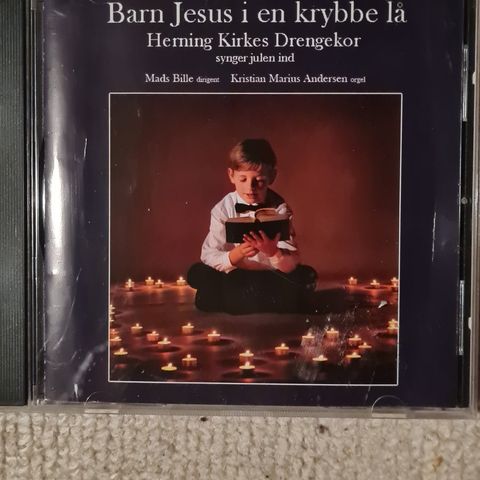 Barn Jesus i en krybbe lå
Herning Kirkes Drengekor
synger julen ind
Mads Bille dirigent Kristian Marius Andersen orgel